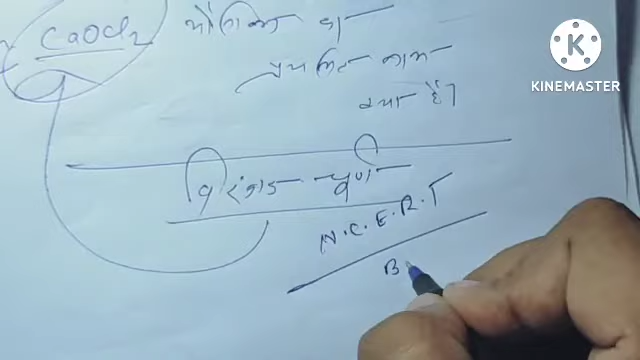 CaOCl2 यौगिक का
प्रचलित नाम
क्या है।
विरंजक चूर्ण
N.C.E.R.T
B
K
KINEMASTER